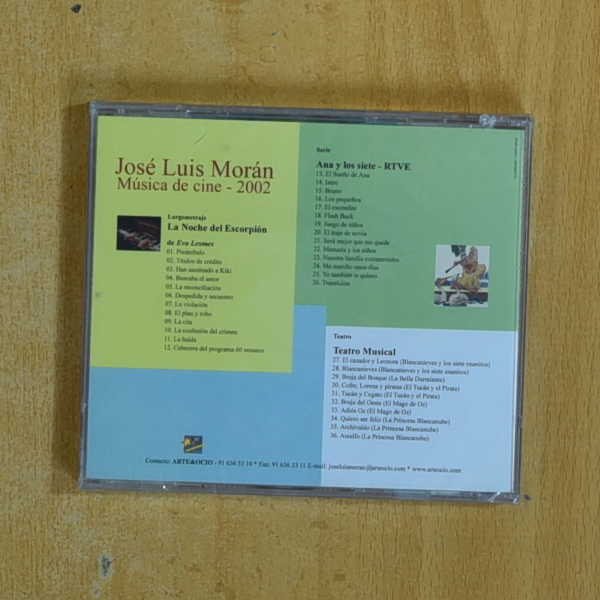 José Luis Morán
Música de cine - 2002
Largometraje
La Noche del Escorpión
de Eva Lesmes
01. Preámbulo
02. Títulos de crédito
03. Han asesinado a Kiki
04. Buscaba el amor
05. La reconciliación
06. Despedida y secuestro
07. La violación
08. El plan y robo
09. La cita
10. La confesión del crimen
11. La huída
12. Cabecera del programa 60 minutos
Serie
Ana y los siete - RTVE
13. El Sueño de Ana
14. Intro
15. Bruno
16. Los pequeños
17. El escondite
18. Flash Back
19. Juego de niños
20. El traje de novia
21. Será mejor que me quede
22. Manuela y los niños
23. Nuestra familia extraterrestre
24. Me marcho unos días
25. Yo también te quiero
26. Transición
Teatro
Teatro Musical
27. El cazador y Leonora (Blancanieves y los siete enanitos)
28. Blancanieves (Blancanieves y los siete enanitos)
29. Bruja del Bosque (La Bella Durmiente)
30. Cofre, Lorena y piratas (El Tucán y el Pirata)
31. Tucán y Cegato (El Tucán y el Pirata)
32. Bruja del Oeste (El Mago de Oz)
33. Adiós Oz (El Mago de Oz)
34. Quiero ser feliz (La Princesa Blancanube)
35. Archivaldo (La Princesa Blancanube)
36. Ataulfo (La Princesa Blancanube)
Contacto: ARTE&OCIO - 91 636 33 10 * Fax: 91 636 33 11 E-mail: joseluismoran@arteocio.com * www.arteocio.com